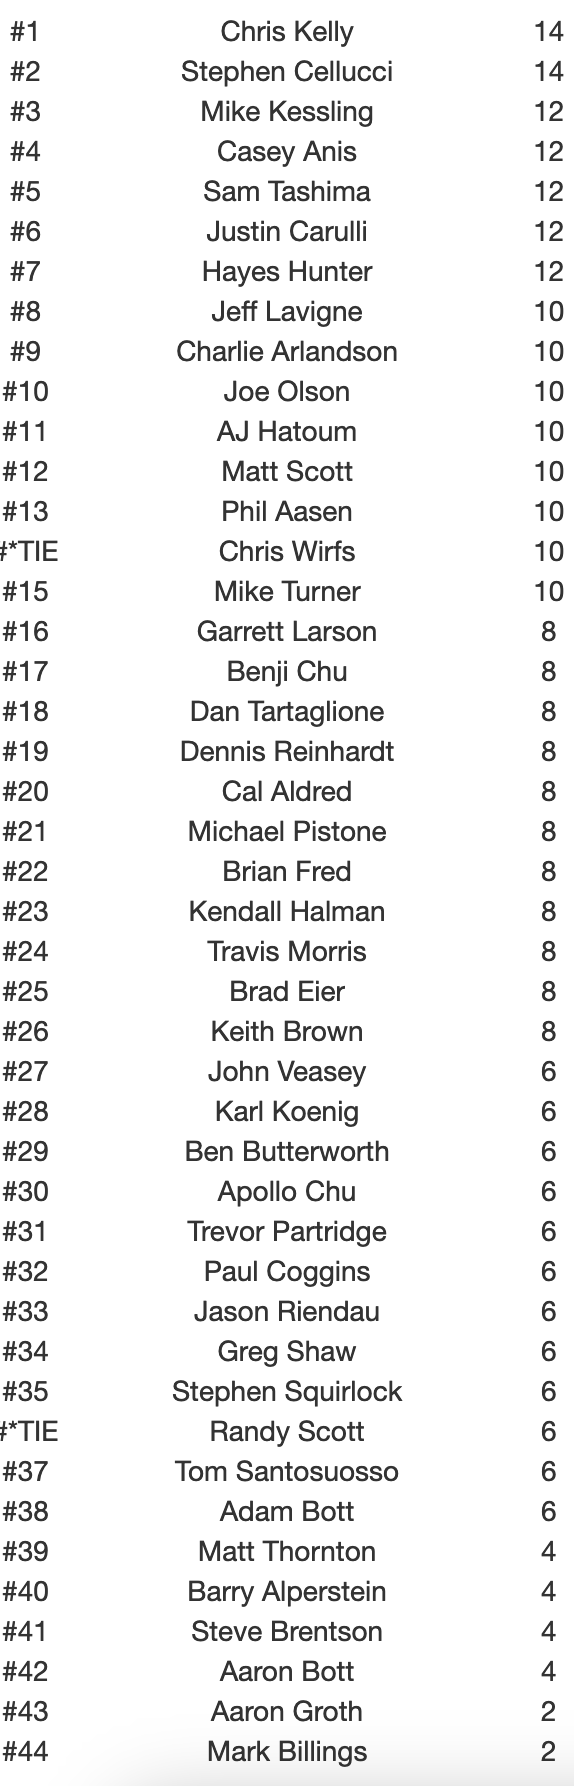 #1 Chris Kelly 14
#2 Stephen Cellucci 14
#3 Mike Kessling 12
#4 Casey Anis 12
#5 Sam Tashima 12
#6 Justin Carulli 12
#7 Hayes Hunter 12
#8 Jeff Lavigne 10
#9 Charlie Arlandson 10
#10 Joe Olson 10
#11 AJ Hatoum 10
#12 Matt Scott 10
#13 Phil Aasen 10
#*TIE Chris Wirfs 10
#15 Mike Turner 10
#16 Garrett Larson 8
#17 Benji Chu 8
#18 Dan Tartaglione 8
#19 Dennis Reinhardt 8
#20 Cal Aldred 8
#21 Michael Pistone 8
#22 Brian Fred 8
#23 Kendall Halman 8
#24 Travis Morris 8
#25 Brad Eier 8
#26 Keith Brown 8
#27 John Veasey 6
#28 Karl Koenig 6
#29 Ben Butterworth 6
#30 Apollo Chu 6
#31 Trevor Partridge 6
#32 Paul Coggins 6
#33 Jason Riendau 6
#34 Greg Shaw 6
#35 Stephen Squirlock 6
#*TIE Randy Scott 6
#37 Tom Santosuosso 6
#38 Adam Bott 6
#39 Matt Thornton 4
#40 Barry Alperstein 4
#41 Steve Brentson 4
#42 Aaron Bott 4
#43 Aaron Groth 2
#44 Mark Billings 2